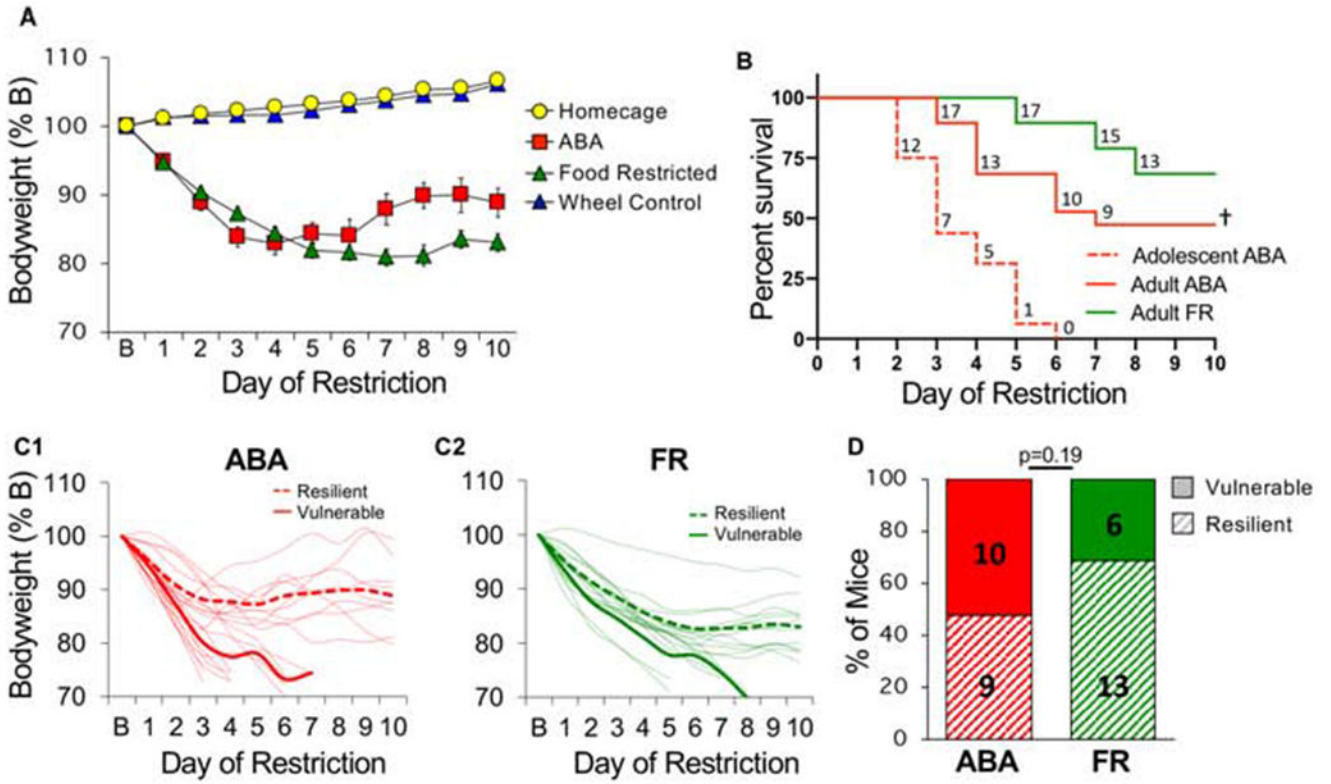 A
Bodyweight (% B)
110
100
90
80
70
B 1 2 3 4 5 6 7 8 9 10
Day of Restriction
Homecage
ABA
Food Restricted
Wheel Control
B
Percent survival
100
75
50
25
0
0 1 2 3 4 5 6 7 8 9 10
Day of Restriction
12
7
5
1
0
17
13
10
9
17
15
13
†
Adolescent ABA
Adult ABA
Adult FR
C1
ABA
Bodyweight (% B)
110
100
90
80
70
Resilient
Vulnerable
B 1 2 3 4 5 6 7 8 9 10
Day of Restriction
C2
FR
110
100
90
80
70
Resilient
Vulnerable
B 1 2 3 4 5 6 7 8 9 10
Day of Restriction
D
p=0.19
% of Mice
100
80
60
40
20
0
10
9
6
13
ABA FR
Vulnerable
Resilient